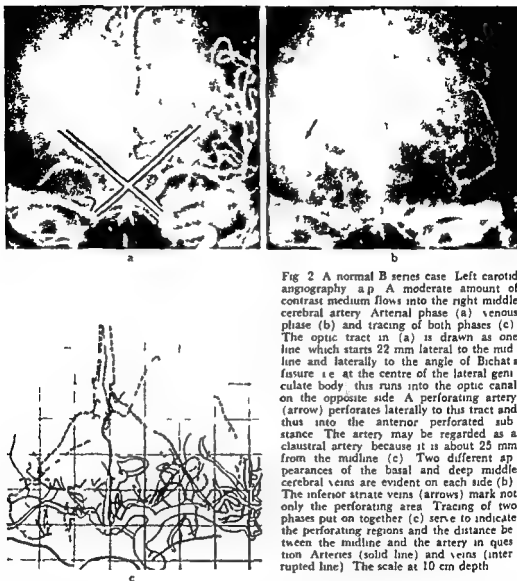 a
b
c
Fig 2 A normal B series case Left carotid
angiography a p A moderate amount of
contrast medium flows into the right middle
cerebral artery Arterial phase (a) venous
phase (b) and tracing of both phases (c)
The optic tract in (a) is drawn as one
line which starts 22 mm lateral to the mid
line and laterally to the angle of Bichat s
fissure i e at the centre of the lateral geni
culate body this runs into the optic canal
on the opposite side A perforating artery
(arrow) perforates laterally to this tract and
thus into the anterior perforated sub
stance The artery may be regarded as a
claustral artery because it is about 25 mm
from the midline (c) Two different ap
pearances of the basal and deep middle
cerebral veins are evident on each side (b)
The inferior striate veins (arrows) mark not
only the perforating area Tracing of two
phases put on together (c) serve to indicate
the perforating regions and the distance be
tween the midline and the artery in ques
tion Arteries (solid line) and veins (inter
rupted line) The scale at 10 cm depth